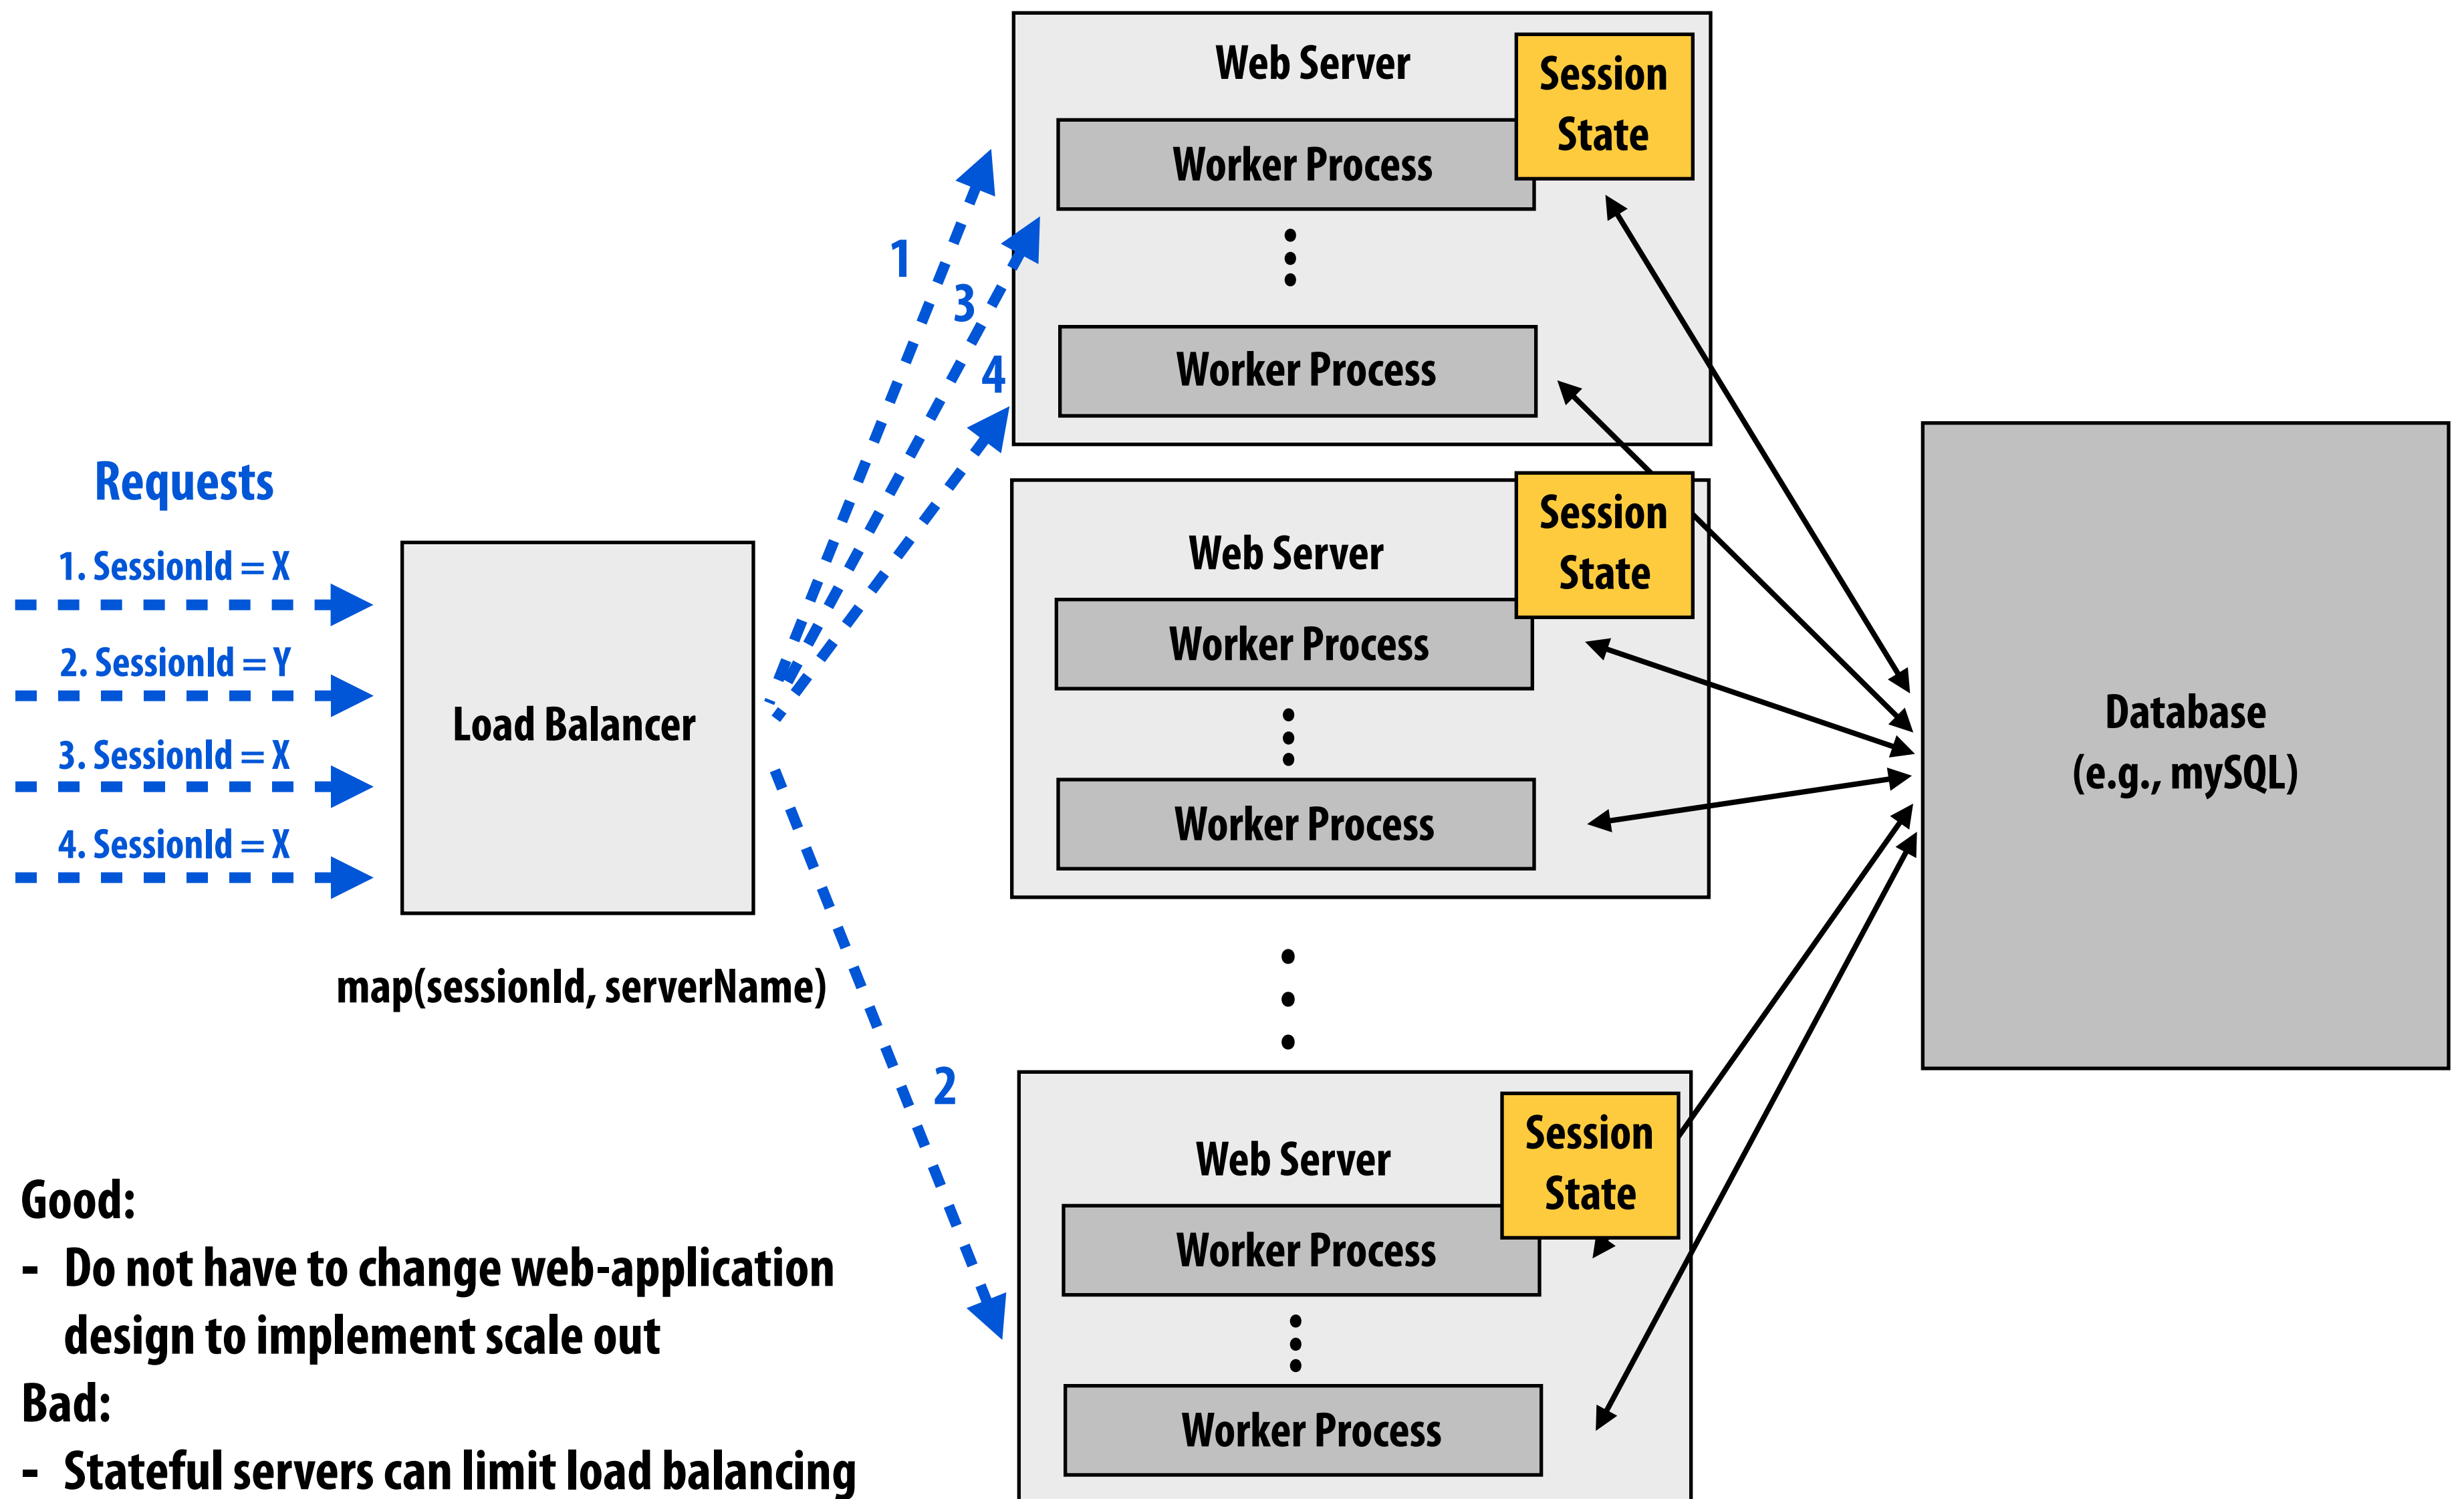 Requests
1. SessionId = X
2. SessionId = Y
3. SessionId = X
4. SessionId = X
Load Balancer
map(sessionId, serverName)
1
3
4
2
Web Server
Session
State
Worker Process
Worker Process
Web Server
Session
State
Worker Process
Worker Process
Web Server
Session
State
Worker Process
Worker Process
Database
(e.g., mySQL)
Good:
- Do not have to change web-application
design to implement scale out
Bad:
- Stateful servers can limit load balancing